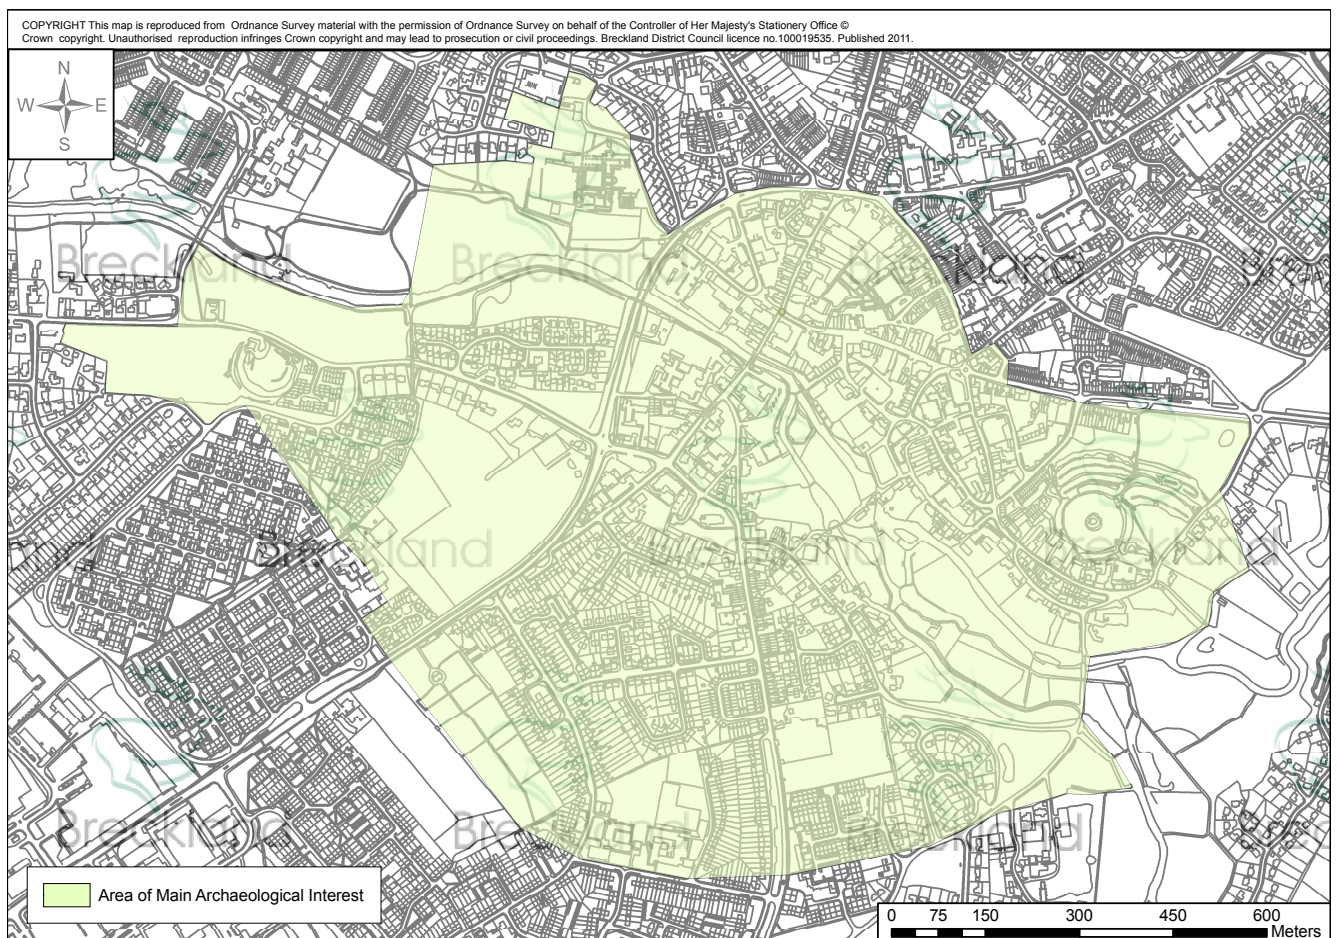 COPYRIGHT This map is reproduced from Ordnance Survey material with the permission of Ordnance Survey on behalf of the Controller of Her Majesty's Stationery Office ©
Crown copyright. Unauthorised reproduction infringes Crown copyright and may lead to prosecution or civil proceedings. Breckland District Council licence no.100019535. Published 2011.
N
W E
S
Breckland Breckland Breckland Breckland
Breckland Breckland Breckland Breckland
Breckland Breckland Breckland
Area of Main Archaeological Interest
0 75 150 300 450 600
Meters